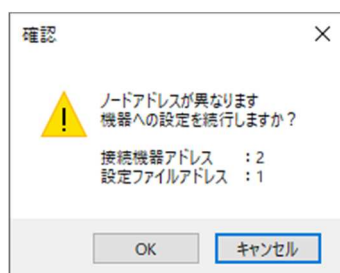 確認
ノードアドレスが異なります
機器への設定を続行しますか？
接続機器アドレス　：2
設定ファイルアドレス　：1
OK
キャンセル